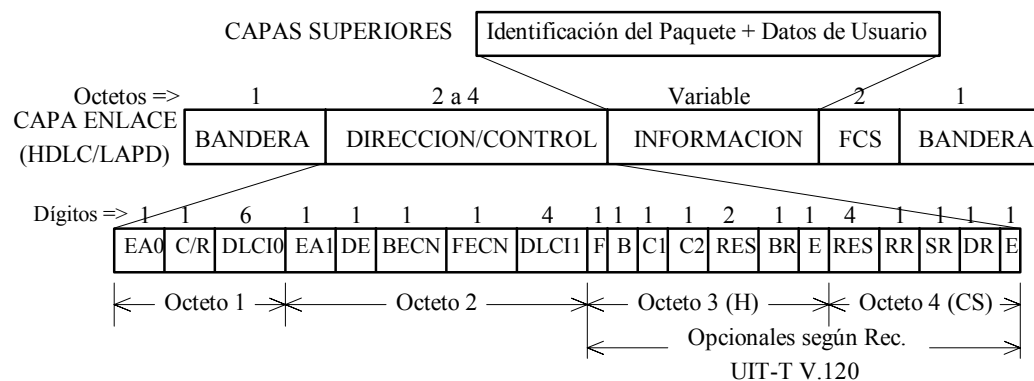 CAPAS SUPERIORES Identificación del Paquete + Datos de Usuario
Octetos => 1 2 a 4 Variable 2 1
CAPA ENLACE
(HDLC/LAPD)
BANDERA DIRECCION/CONTROL INFORMACION FCS BANDERA
Dígitos => 1 1 6 1 1 1 1 4 1 1 1 1 2 1 1 4 1 1 1 1
EA0 C/R DLCI0 EA1 DE BECN FECN DLCI1 F B C1 C2 RES BR E RES RR SR DR E
Octeto 1 Octeto 2 Octeto 3 (H) Octeto 4 (CS)
Opcionales según Rec.
UIT-T V.120